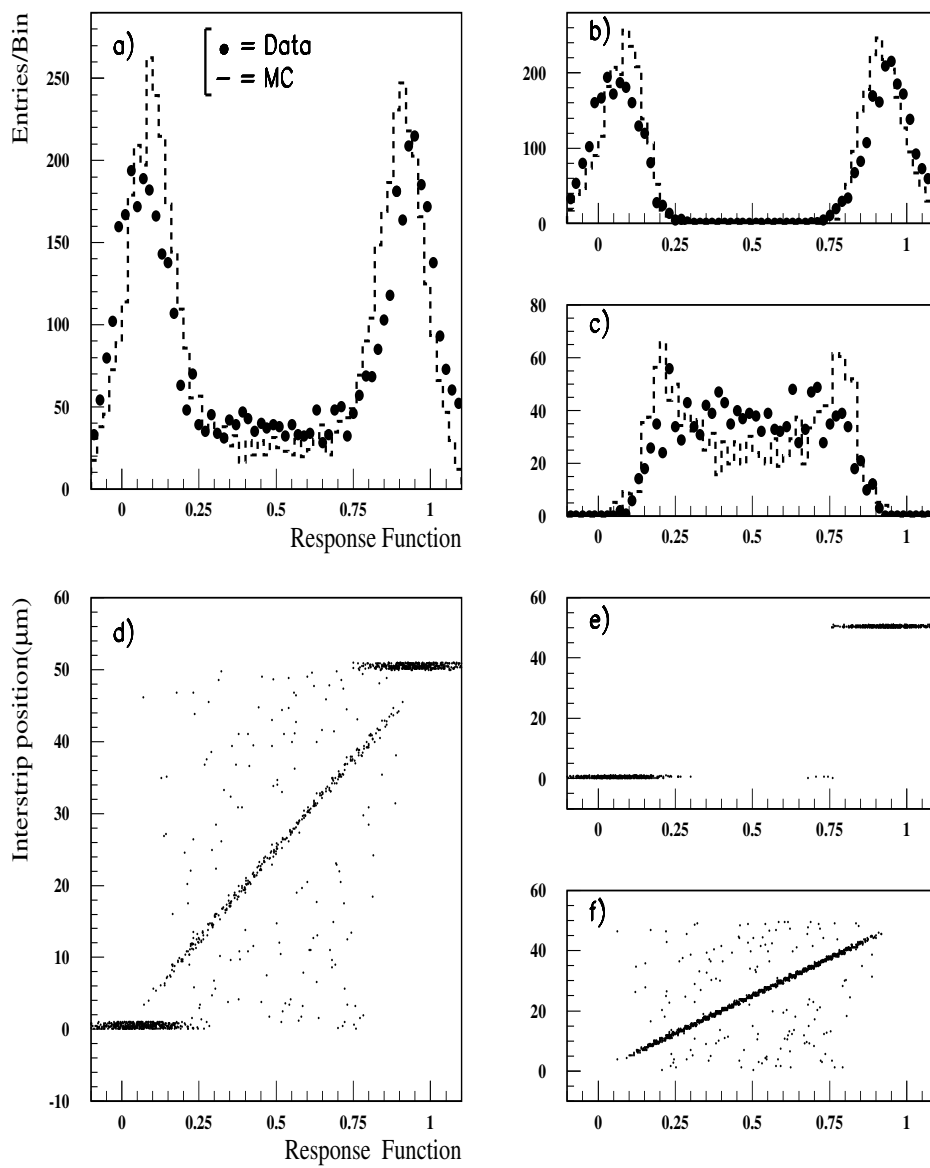 Entries/Bin
a)
● = Data
– = MC
250
200
150
100
50
0
0 0.25 0.5 0.75 1
Response Function
b)
200
100
0
0 0.25 0.5 0.75 1
c)
80
60
40
20
0
0 0.25 0.5 0.75 1
Interstrip position(μm)
d)
60
50
40
30
20
10
0
-10
0 0.25 0.5 0.75 1
Response Function
e)
60
40
20
0
0 0.25 0.5 0.75 1
f)
60
40
20
0
0 0.25 0.5 0.75 1